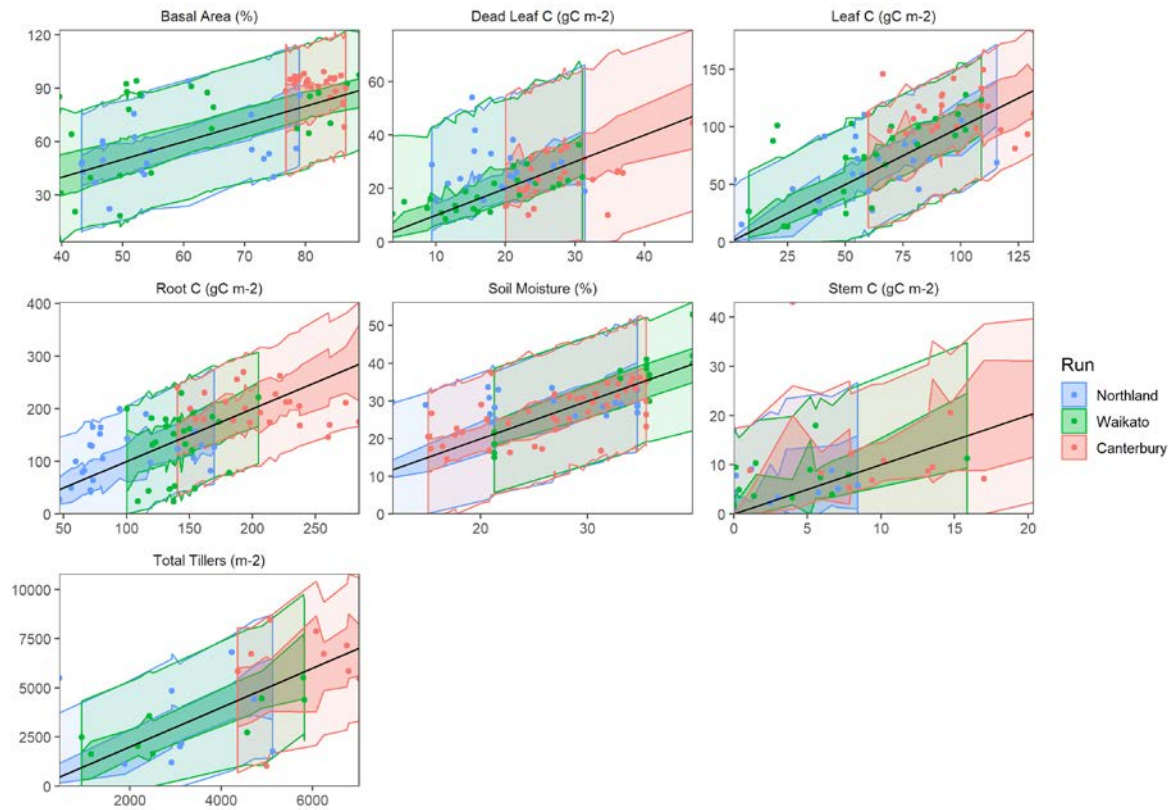 Basal Area (%)
120
90
60
30
40 50 60 70 80
Dead Leaf C (gC m-2)
60
40
20
0
10 20 30 40
Leaf C (gC m-2)
150
100
50
0
25 50 75 100 125
Root C (gC m-2)
400
300
200
100
0
50 100 150 200 250
Soil Moisture (%)
50
40
30
20
10
0
20 30
Stem C (gC m-2)
40
30
20
10
0
0 5 10 15 20
Run
Northland
Waikato
Canterbury
Total Tillers (m-2)
10000
7500
5000
2500
0
2000 4000 6000